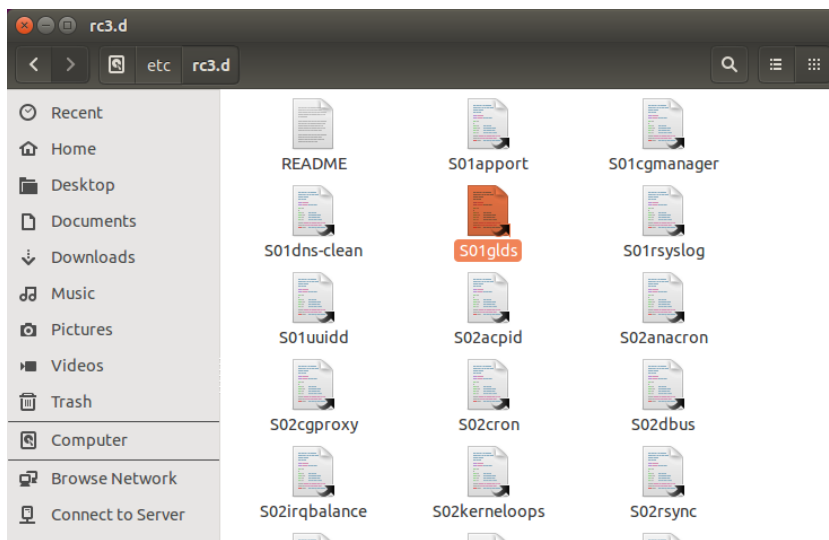 rc3.d
etc rc3.d
Recent
Home
Desktop
Documents
Downloads
Music
Pictures
Videos
Trash
Computer
Browse Network
Connect to Server
README S01apport S01cgmanager
S01dns-clean S01glds S01rsyslog
S01uuidd S02acpid S02anacron
S02cgproxy S02cron S02dbus
S02irqbalance S02kerneloops S02rsync